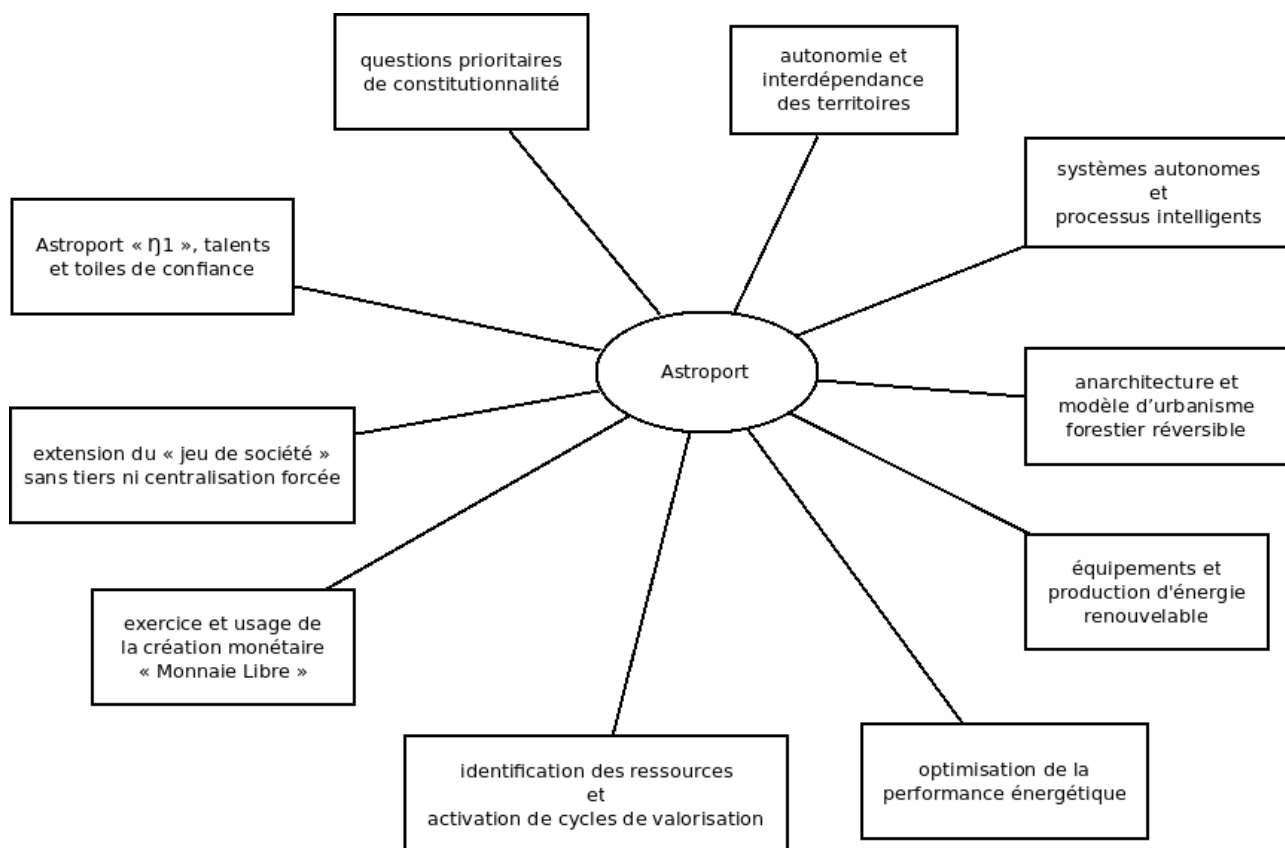 questions prioritaires
de constitutionnalité
autonomie et
interdépendance
des territoires
systèmes autonomes
et
processus intelligents
Astroport « Ŋ1 », talents
et toiles de confiance
Astroport
anarchitecture et
modèle d’urbanisme
forestier réversible
extension du « jeu de société »
sans tiers ni centralisation forcée
équipements et
production d'énergie
renouvelable
exercice et usage de
la création monétaire
« Monnaie Libre »
identification des ressources
et
activation de cycles de valorisation
optimisation de la
performance énergétique